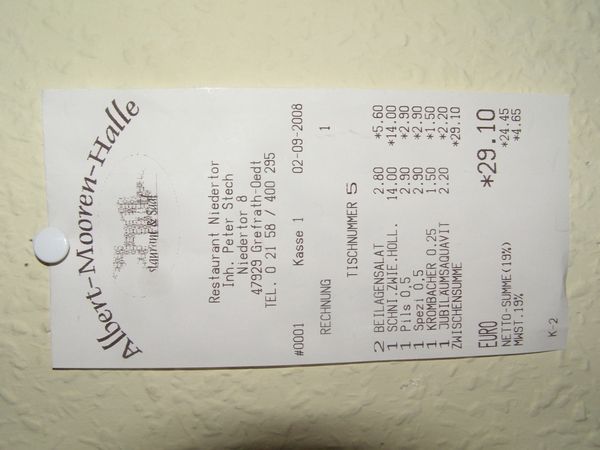 Albert-Mooren-Halle
Restaurant Niedertor
Inh. Peter Stech
Niedertor 8
47929 Grefrath-Oedt
TEL. 0 21 58 / 400 295
#0001 Kasse 1 02-09-2008
RECHNUNG 1
TISCHNUMMER 5
2 BEILAGENSALAT 2.80 *5.60
1 SCHNI.ZWIE.HOLL. 14.00 *14.00
1 Pils 0,5 2.90 *2.90
1 Spezi 0,5 2.90 *2.90
1 KROMBACHER 0.25 1.50 *1.50
1 JUBILÄUMSAQUAVIT 2.20 *2.20
ZWISCHENSUMME *29.10
EURO *29.10
NETTO-SUMME(19%) *24.45
MWST.19% *4.65
K-2